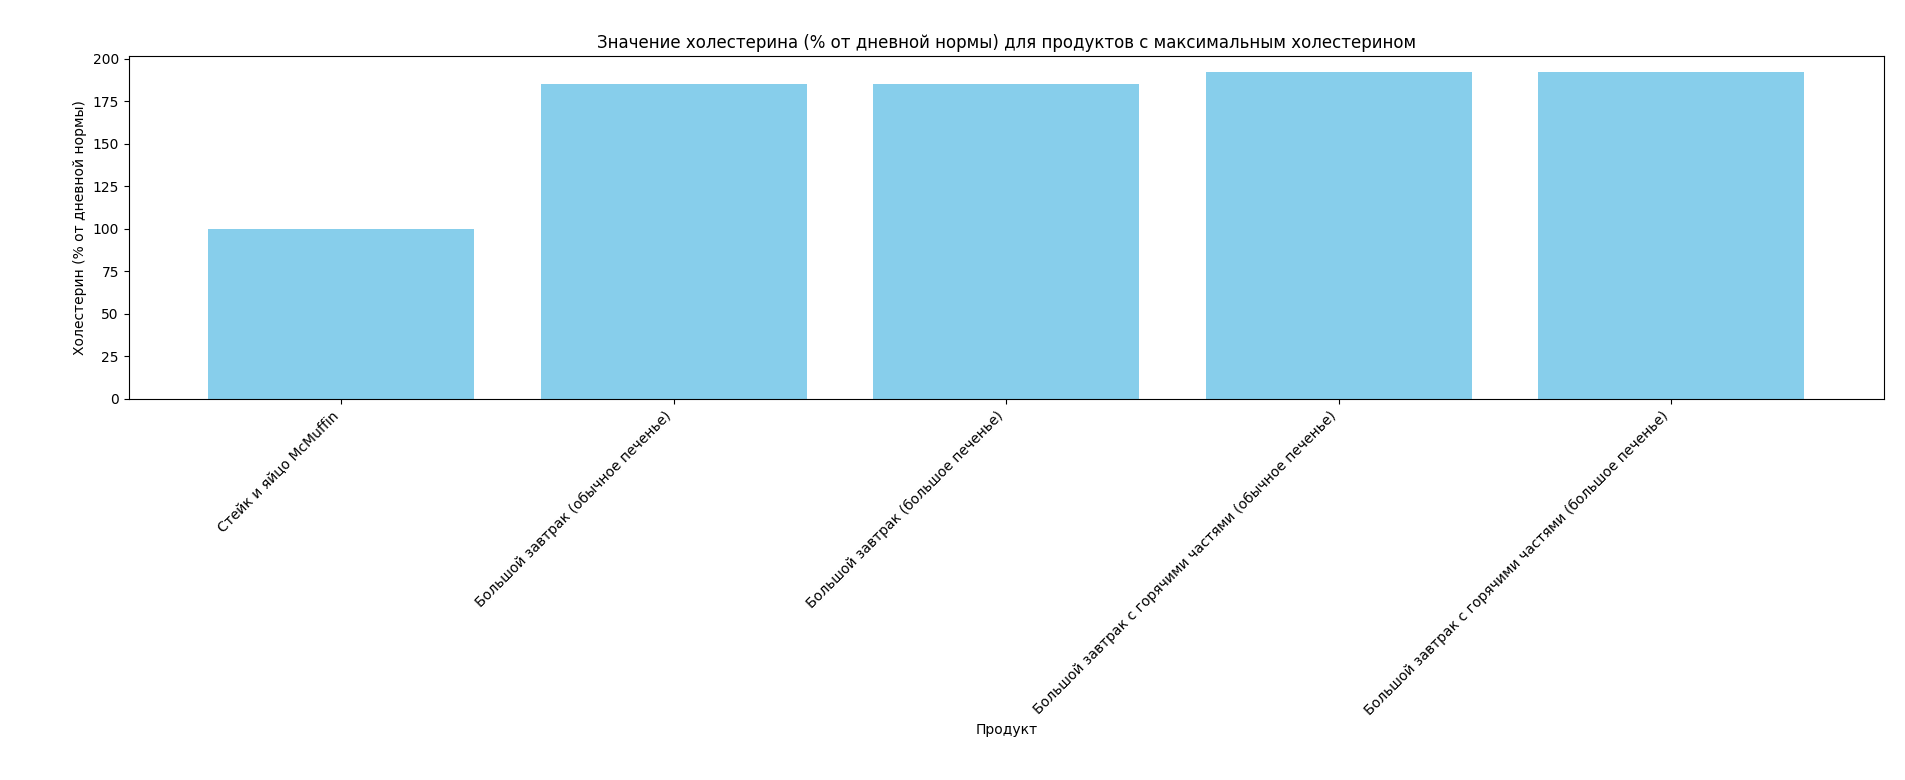 Значение холестерина (% от дневной нормы) для продуктов с максимальным холестерином
Холестерин (% от дневной нормы)
200
175
150
125
100
75
50
25
0
Стейк и яйцо McMuffin
Большой завтрак (обычное печенье)
Большой завтрак (большое печенье)
Большой завтрак с горячими частями (обычное печенье)
Большой завтрак с горячими частями (большое печенье)
Продукт